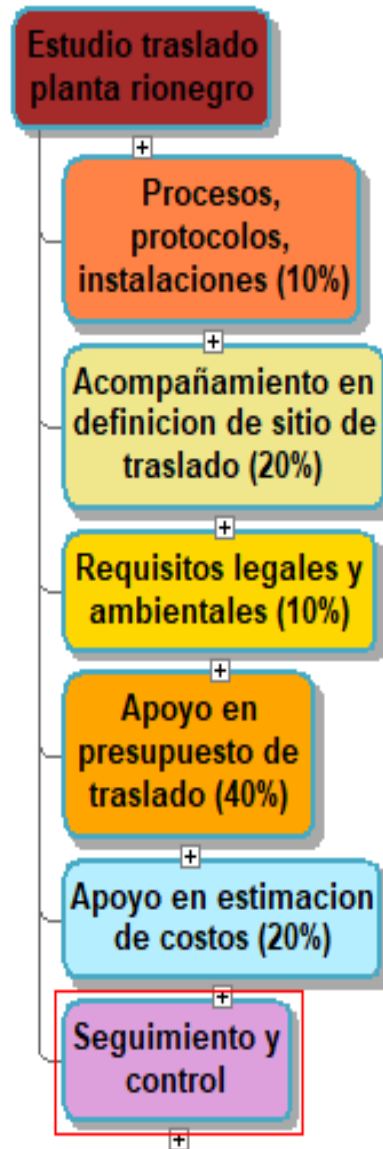 Estudio traslado
planta rionegro
Procesos,
protocolos,
instalaciones (10%)
Acompañamiento en
definicion de sitio de
traslado (20%)
Requisitos legales y
ambientales (10%)
Apoyo en
presupuesto de
traslado (40%)
Apoyo en estimacion
de costos (20%)
Seguimiento y
control